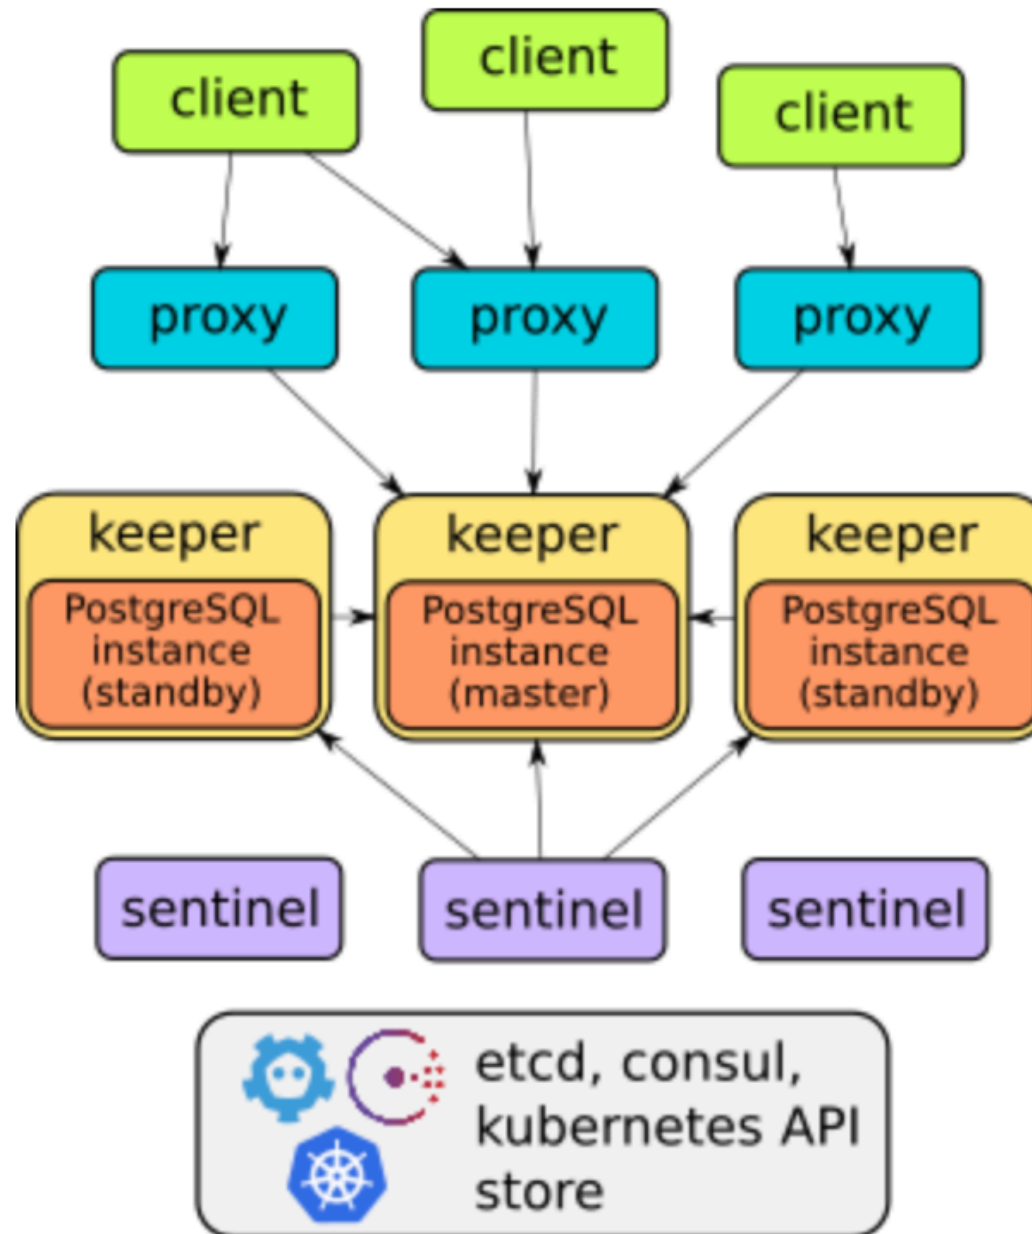 client
client
client
proxy
proxy
proxy
keeper
PostgreSQL
instance
(standby)
keeper
PostgreSQL
instance
(master)
keeper
PostgreSQL
instance
(standby)
sentinel
sentinel
sentinel
etcd, consul,
kubernetes API
store